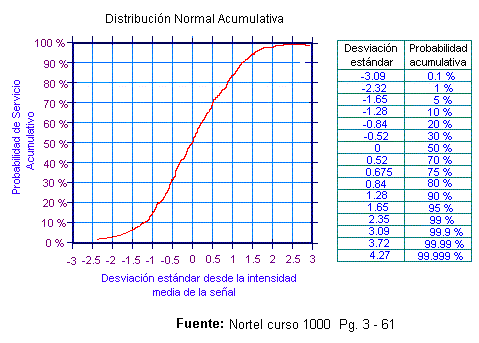 Distribución Normal Acumulativa
100 %
90 %
80 %
70 %
60 %
50 %
40 %
30 %
20 %
10 %
0 %
Probabilidad de Servicio
Acumulativo
-3 -2.5 -2 -1.5 -1 -0.5 0 0.5 1 1.5 2 2.5 3
Desviación estándar desde la intensidad
media de la señal
Desviación Probabilidad
estándar acumulativa
-3.09 0.1 %
-2.32 1 %
-1.65 5 %
-1.28 10 %
-0.84 20 %
-0.52 30 %
0 50 %
0.52 70 %
0.675 75 %
0.84 80 %
1.28 90 %
1.65 95 %
2.35 99 %
3.09 99.9 %
3.72 99.99 %
4.27 99.999 %
Fuente: Nortel curso 1000 Pg. 3 - 61